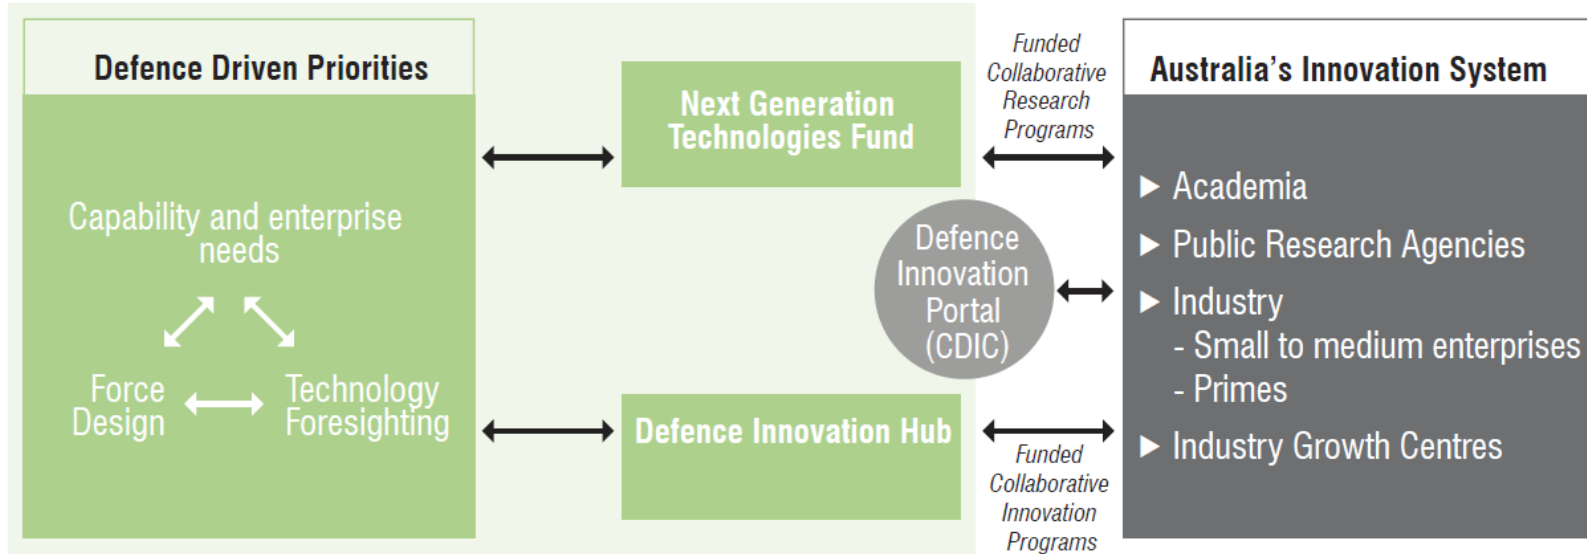 Defence Driven Priorities
Capability and enterprise
needs
Force
Design
Technology
Foresighting
Next Generation
Technologies Fund
Defence
Innovation
Portal
(CDIC)
Defence Innovation Hub
Funded
Collaborative
Research
Programs
Funded
Collaborative
Innovation
Programs
Australia’s Innovation System
Academia
Public Research Agencies
Industry
- Small to medium enterprises
- Primes
Industry Growth Centres